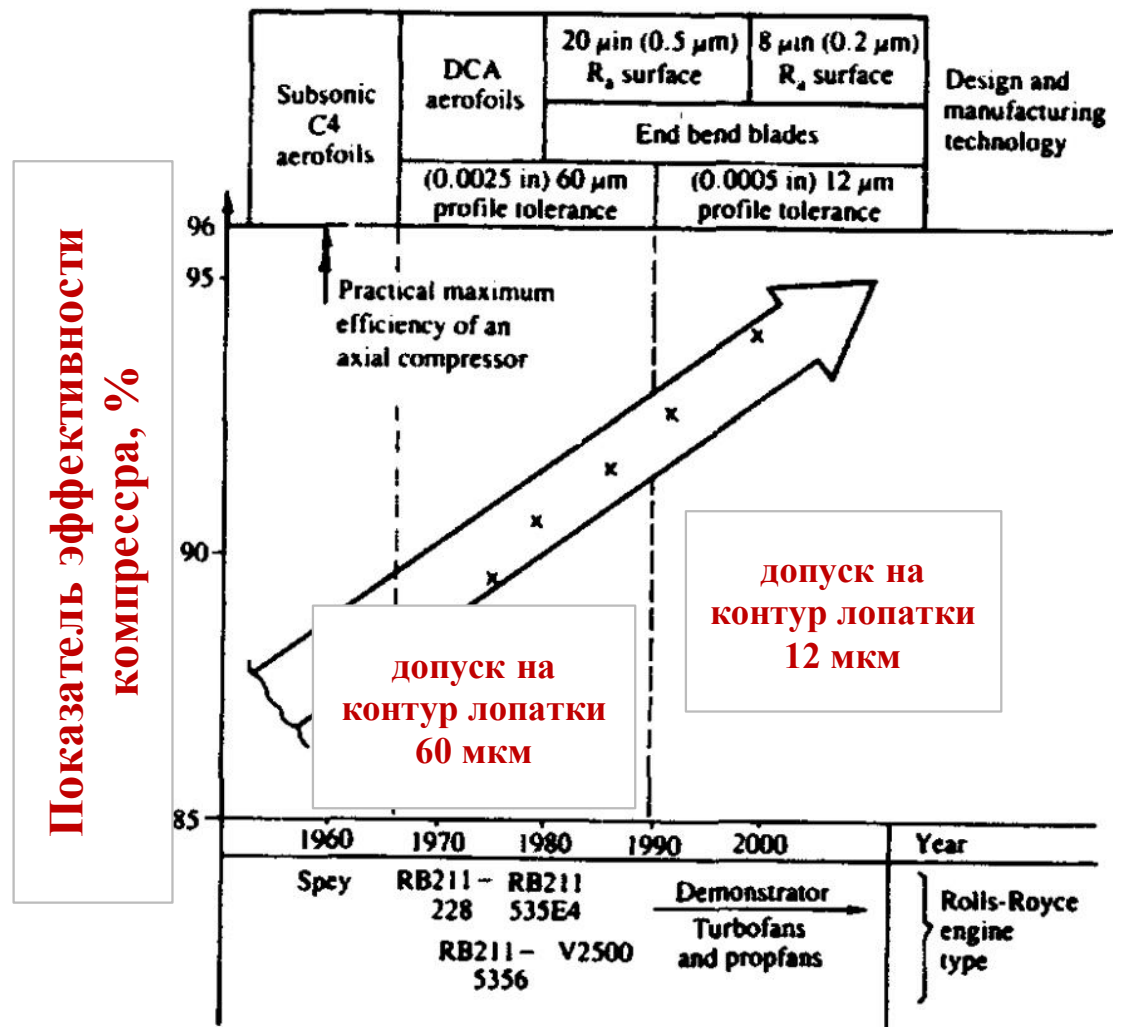 Subsonic
C4
aerofoils
DCA
aerofoils
20 μin (0.5 μm)
Rₐ surface
8 μin (0.2 μm)
Rₐ surface
End bend blades
(0.0025 in) 60 μm
profile tolerance
(0.0005 in) 12 μm
profile tolerance
Design and
manufacturing
technology
Показатель эффективности
компрессра, %
96
95
90
85
Practical maximum
efficiency of an
axial compressor
допуск на
контур лопатки
60 мкм
допуск на
контур лопатки
12 мкм
1960 1970 1980 1990 2000 Year
Spey
RB211–
228
RB211
535E4
RB211–
5356
V2500
Demonstrator
Turbofans
and propfans
Rolls-Royce
engine
type